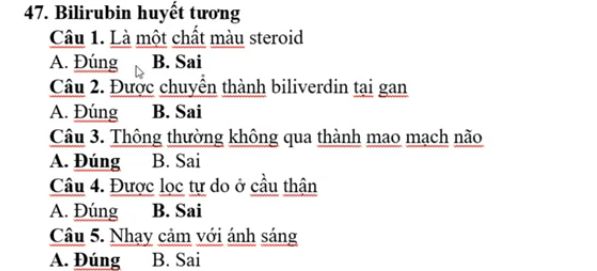 47. Bilirubin huyết tương
Câu 1. Là một chất màu steroid
A. Đúng B. Sai
Câu 2. Được chuyển thành biliverdin tại gan
A. Đúng B. Sai
Câu 3. Thông thường không qua thành mao mạch não
A. Đúng B. Sai
Câu 4. Được lọc tự do ở cầu thận
A. Đúng B. Sai
Câu 5. Nhạy cảm với ánh sáng
A. Đúng B. Sai